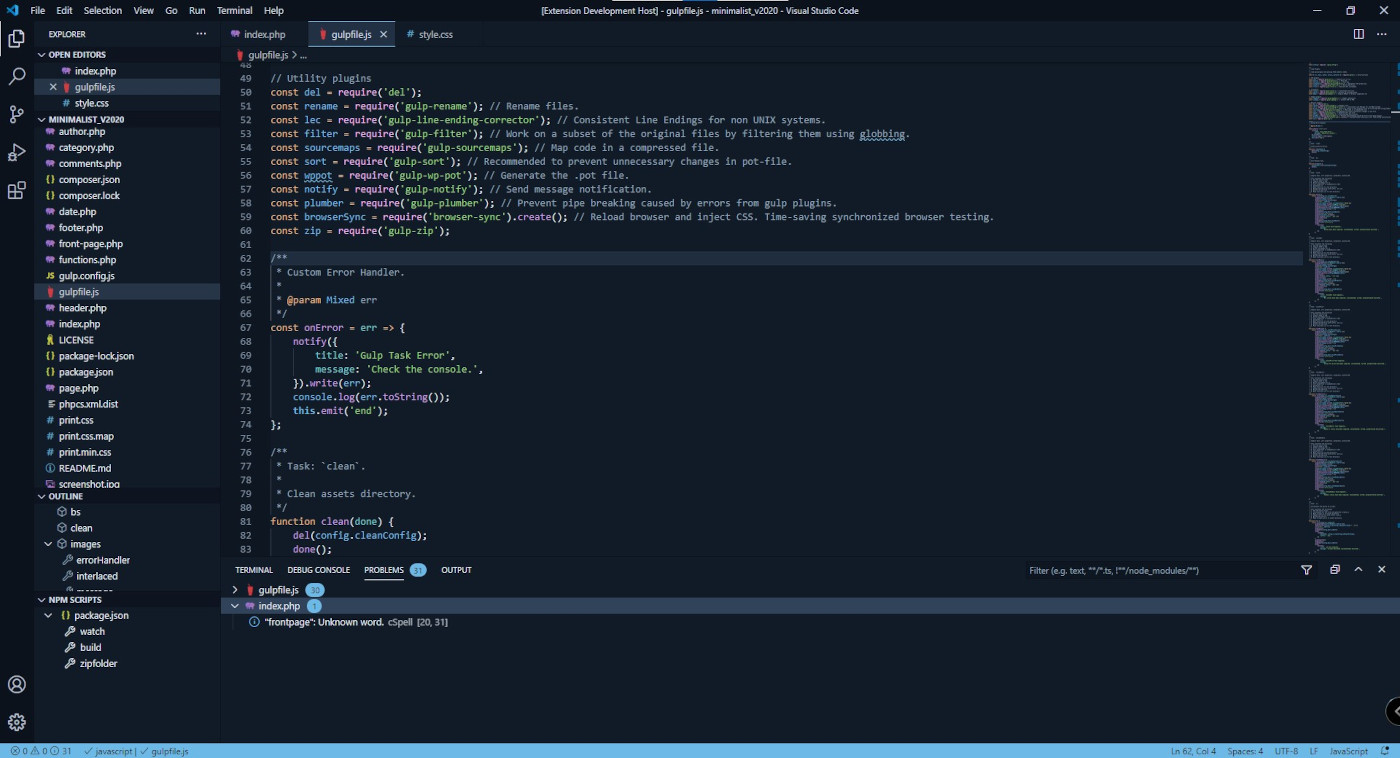 File Edit Selection View Go Run Terminal Help
[Extension Development Host] - gulpfile.js - minimalist_v2020 - Visual Studio Code
EXPLORER ...
OPEN EDITORS
index.php
gulpfile.js
style.css
MINIMALIST_V2020
author.php
category.php
comments.php
composer.json
composer.lock
date.php
footer.php
front-page.php
functions.php
JS gulp.config.js
gulpfile.js
header.php
index.php
LICENSE
package-lock.json
package.json
page.php
phpcs.xml.dist
print.css
print.css.map
print.min.css
README.md
screenshot.jpg
OUTLINE
bs
clean
images
errorHandler
interlaced
message
NPM SCRIPTS
package.json
watch
build
zipfolder
index.php gulpfile.js style.css
gulpfile.js > ...
48
49 // Utility plugins
50 const del = require('del');
51 const rename = require('gulp-rename'); // Rename files.
52 const lec = require('gulp-line-ending-corrector'); // Consistent Line Endings for non UNIX systems.
53 const filter = require('gulp-filter'); // Work on a subset of the original files by filtering them using globbing.
54 const sourcemaps = require('gulp-sourcemaps'); // Map code in a compressed file.
55 const sort = require('gulp-sort'); // Recommended to prevent unnecessary changes in pot-file.
56 const wppot = require('gulp-wp-pot'); // Generate the .pot file.
57 const notify = require('gulp-notify'); // Send message notification.
58 const plumber = require('gulp-plumber'); // Prevent pipe breaking caused by errors from gulp plugins.
59 const browserSync = require('browser-sync').create(); // Reload browser and inject CSS. Time-saving synchronized browser testing.
60 const zip = require('gulp-zip');
61
62 /**
63 * Custom Error Handler.
64 *
65 * @param Mixed err
66 */
67 const onError = err => {
68 notify({
69 title: 'Gulp Task Error',
70 message: 'Check the console.',
71 }).write(err);
72 console.log(err.toString());
73 this.emit('end');
74 };
75
76 /**
77 * Task: `clean`.
78 *
79 * Clean assets directory.
80 */
81 function clean(done) {
82 del(config.cleanConfig);
83 done();
TERMINAL DEBUG CONSOLE PROBLEMS 31 OUTPUT
Filter (e.g. text, **/*.ts, !**/node_modules/**)
gulpfile.js 30
index.php 1
"frontpage": Unknown word. cSpell [20, 31]
0 0 31 javascript | gulpfile.js
Ln 62, Col 4 Spaces: 4 UTF-8 LF JavaScript